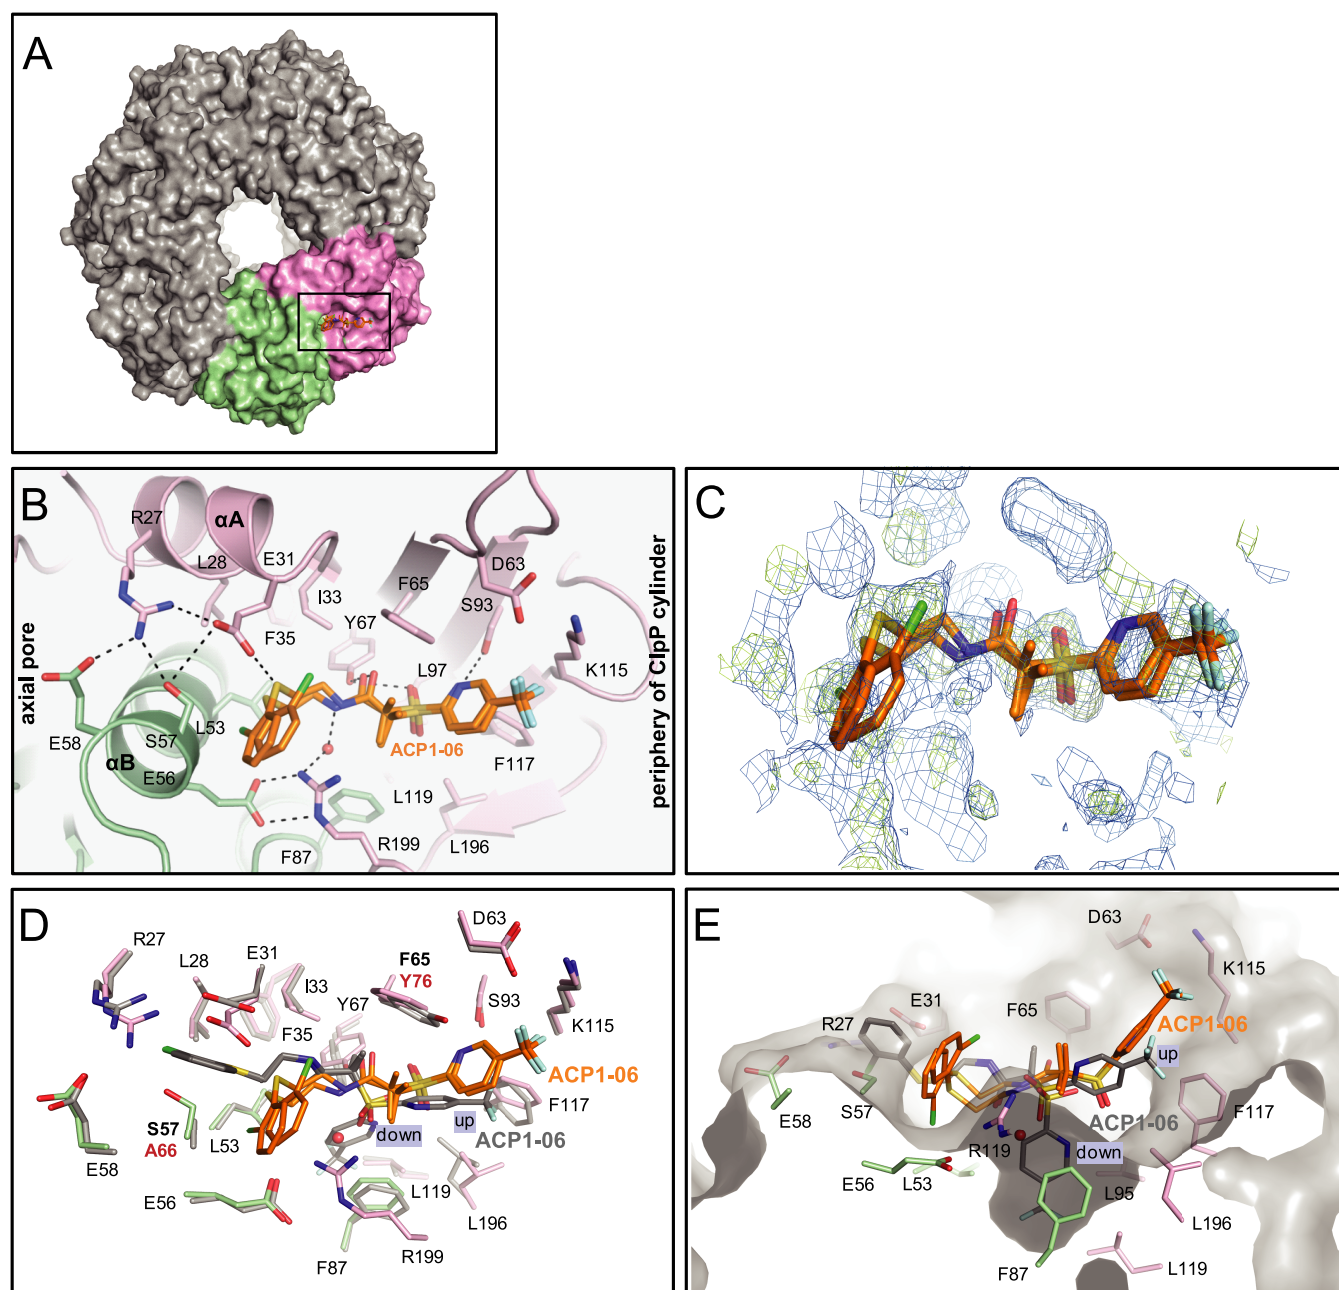 A
B
R27
αA
L28
E31
I33
F35
Y67
F65
D63
S93
L97
K115
axial pore
periphery of ClpP cylinder
E58
αB
S57
L53
E56
ACP1-06
F117
L119
F87
R199
L196
C
D
R27
L28
E31
I33
Y67
F35
F65
Y76
D63
S93
K115
ACP1-06
F117
up
down
ACP1-06
S57
A66
L53
E58
E56
L119
L196
R199
F87
E
D63
K115
E31
F65
R27
ACP1-06
up
S57
E58
F117
ACP1-06
R119
down
E56
L53
L95
L196
F87
L119